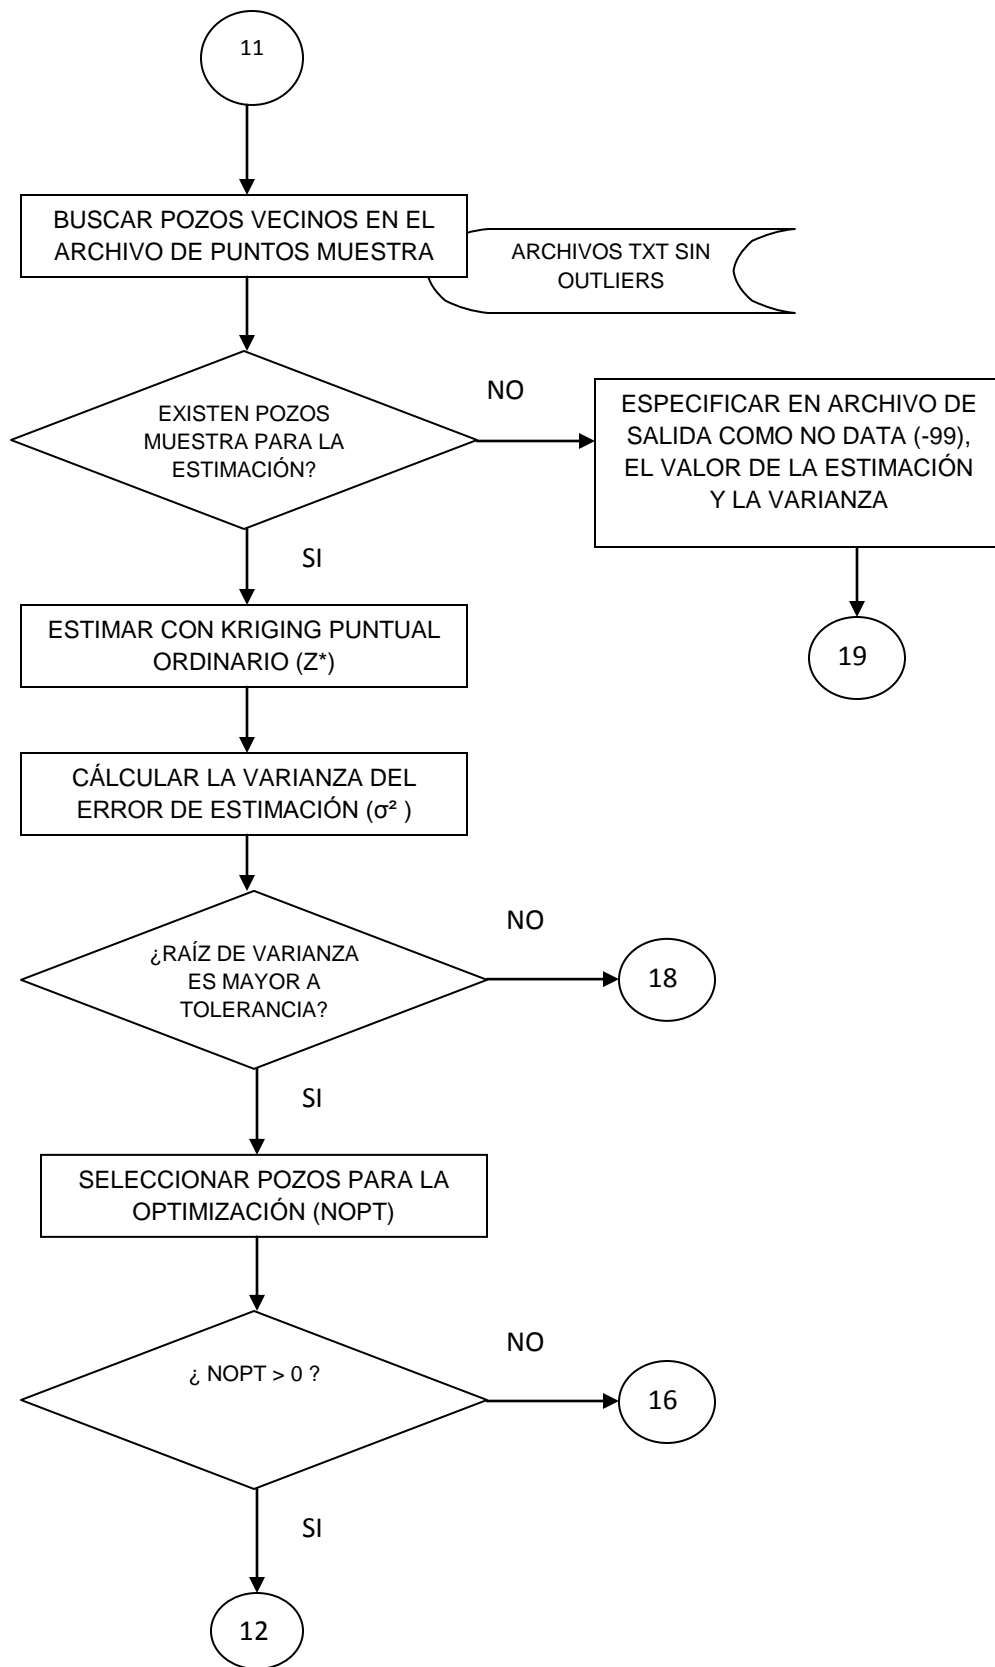 11
BUSCAR POZOS VECINOS EN EL
ARCHIVO DE PUNTOS MUESTRA
ARCHIVOS TXT SIN
OUTLIERS
EXISTEN POZOS
MUESTRA PARA LA
ESTIMACIÓN?
NO
ESPECIFICAR EN ARCHIVO DE
SALIDA COMO NO DATA (-99),
EL VALOR DE LA ESTIMACIÓN
Y LA VARIANZA
SI
19
ESTIMAR CON KRIGING PUNTUAL
ORDINARIO (Z*)
CÁLCULAR LA VARIANZA DEL
ERROR DE ESTIMACIÓN (σ² )
¿RAÍZ DE VARIANZA
ES MAYOR A
TOLERANCIA?
NO
18
SI
SELECCIONAR POZOS PARA LA
OPTIMIZACIÓN (NOPT)
¿ NOPT > 0 ?
NO
16
SI
12